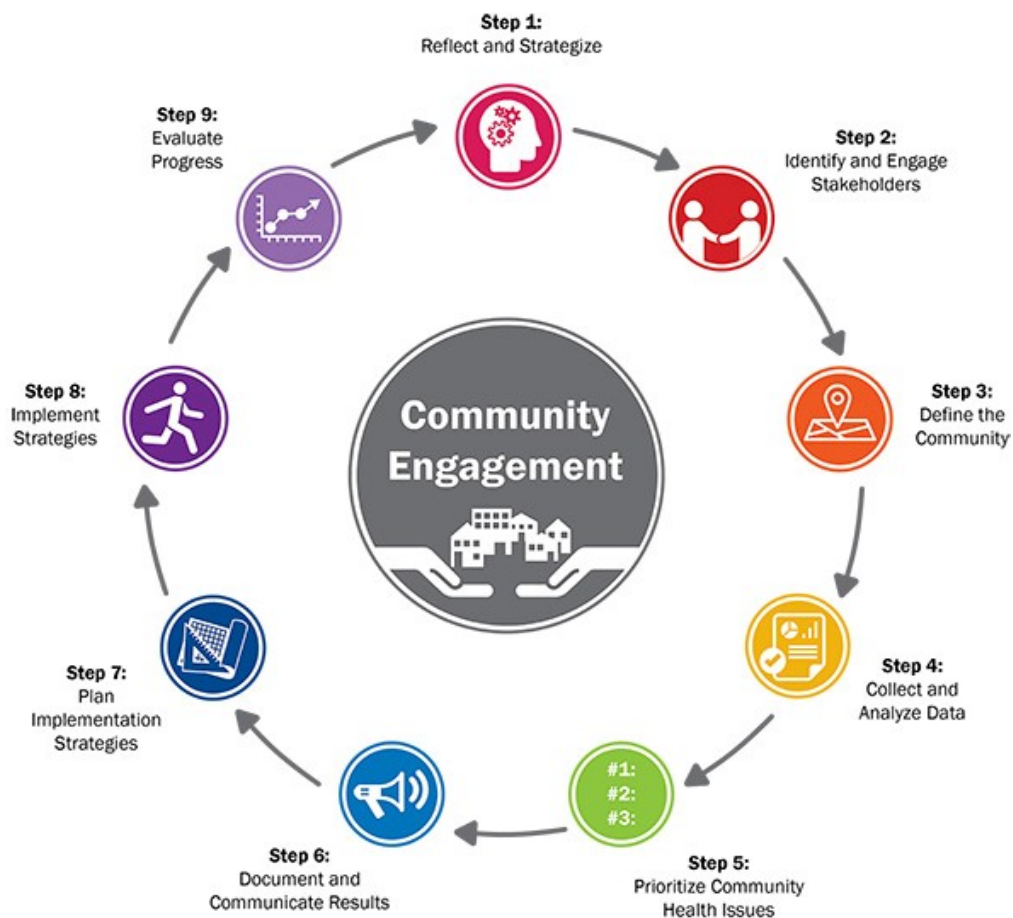 Step 1:
Reflect and Strategize
Step 2:
Identify and Engage
Stakeholders
Step 3:
Define the
Community
Step 4:
Collect and
Analyze Data
#1:
#2:
#3:
Step 5:
Prioritize Community
Health Issues
Step 6:
Document and
Communicate Results
Step 7:
Plan
Implementation
Strategies
Step 8:
Implement
Strategies
Step 9:
Evaluate
Progress
Community
Engagement